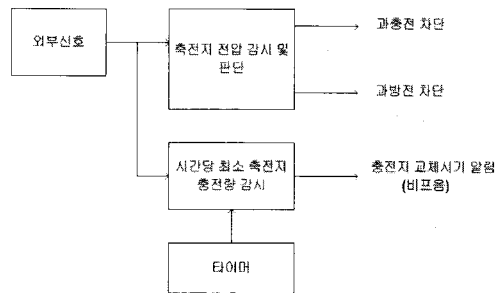 외부신호
축전지 전압 감시 및
판단
과충전 차단
과방전 차단
시간당 최소 축전지
충전량 감시
충전지 교체시기 알림
(비프음)
타이머